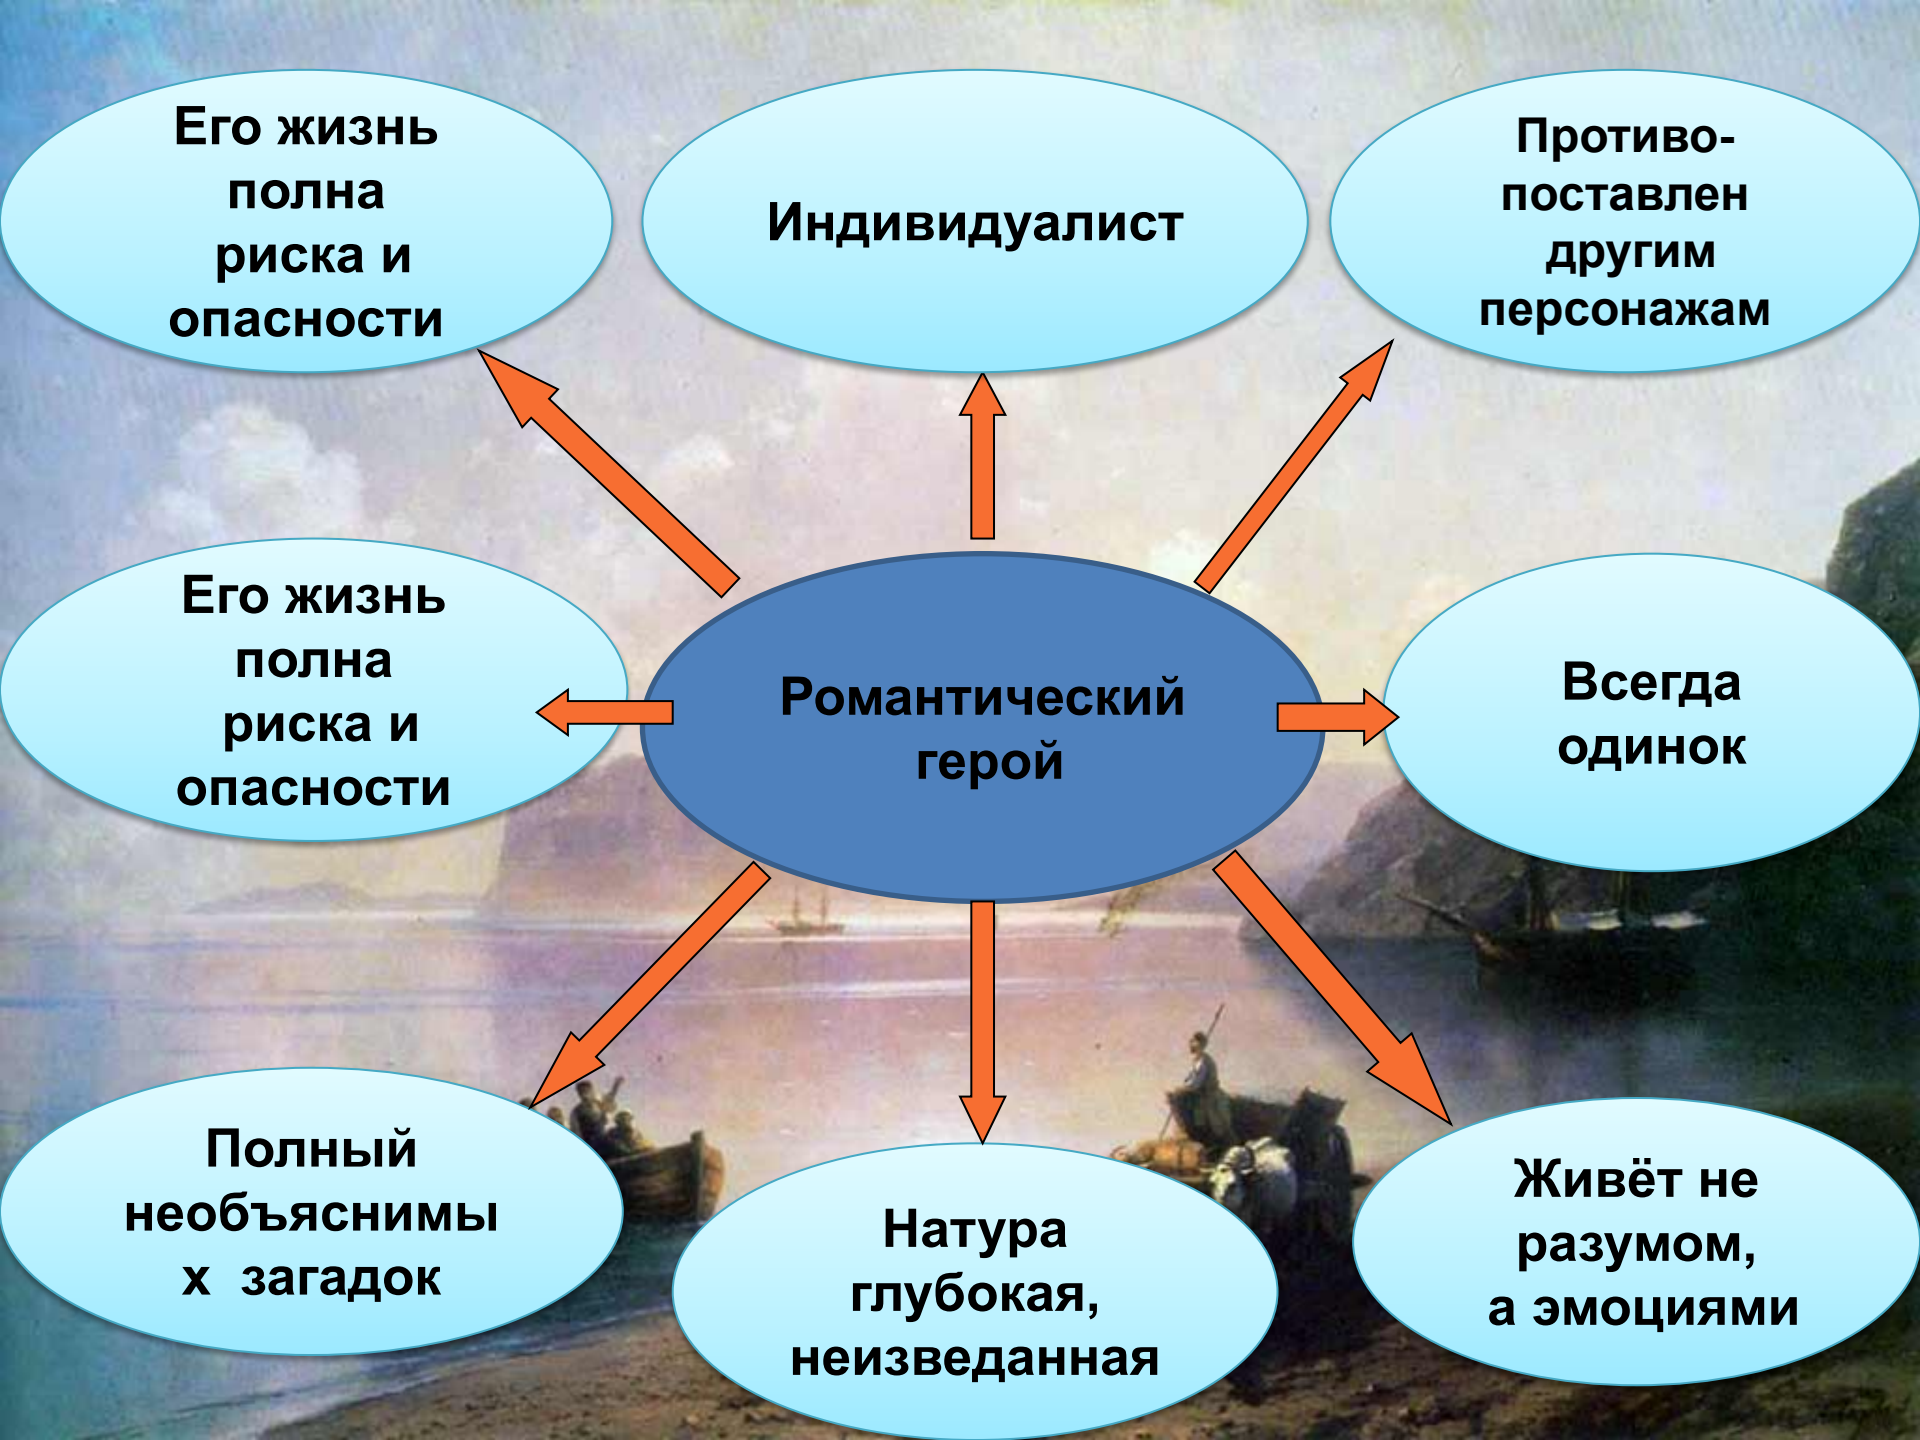 Его жизнь
полна
риска и
опасности
Индивидуалист
Противо-
поставлен
другим
персонажам
Его жизнь
полна
риска и
опасности
Романтический
герой
Всегда
одинок
Полный
необъяснимы
х загадок
Натура
глубокая,
неизведанная
Живёт не
разумом,
а эмоциями